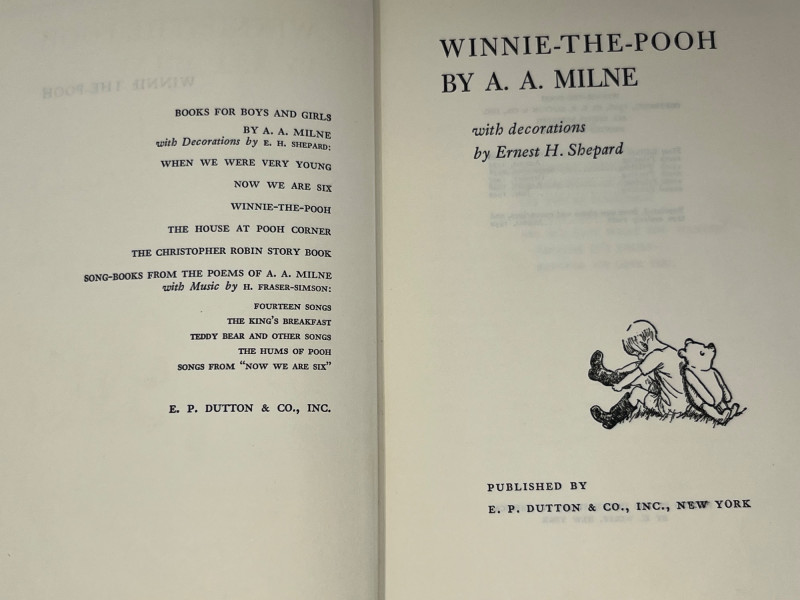 BOOKS FOR BOYS AND GIRLS
BY A. A. MILNE
with Decorations by E. H. SHEPARD:
WHEN WE WERE VERY YOUNG
NOW WE ARE SIX
WINNIE-THE-POOH
THE HOUSE AT POOH CORNER
THE CHRISTOPHER ROBIN STORY BOOK
SONG-BOOKS FROM THE POEMS OF A. A. MILNE
with Music by H. FRASER-SIMSON:
FOURTEEN SONGS
THE KING'S BREAKFAST
TEDDY BEAR AND OTHER SONGS
THE HUMS OF POOH
SONGS FROM "NOW WE ARE SIX"
E. P. DUTTON & CO., INC.
WINNIE-THE-POOH
BY A. A. MILNE
with decorations
by Ernest H. Shepard
PUBLISHED BY
E. P. DUTTON & CO., INC., NEW YORK